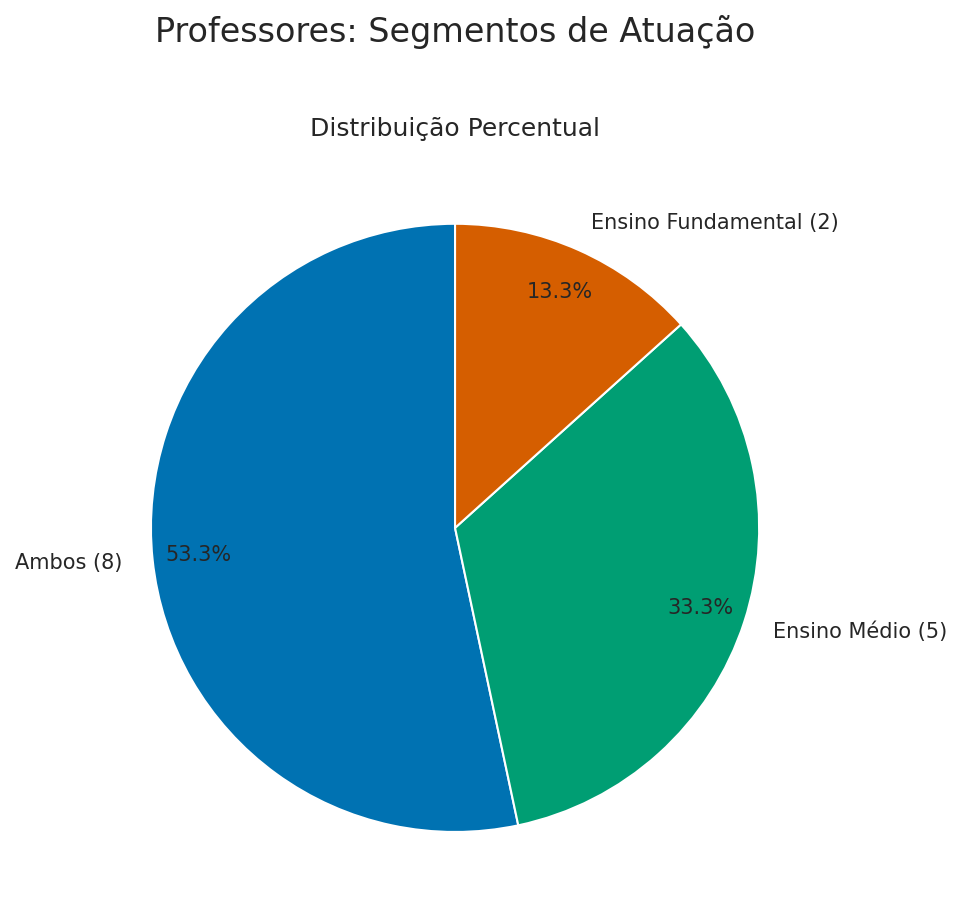 Professores: Segmentos de Atuação
Distribuição Percentual
Ensino Fundamental (2)
13.3%
Ambos (8)
53.3%
33.3%
Ensino Médio (5)